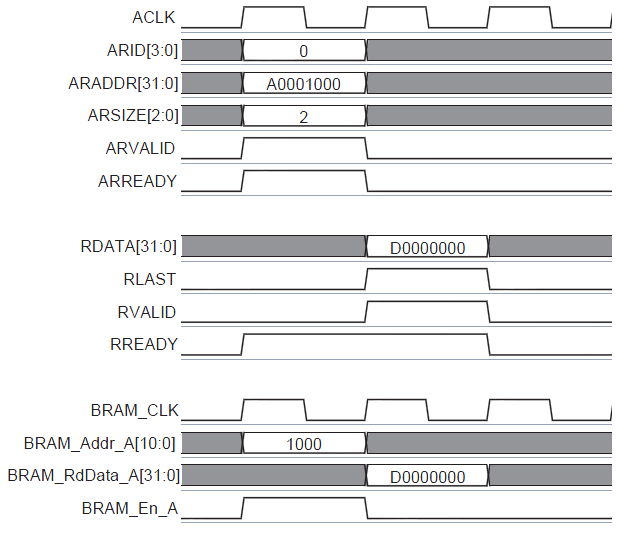 ACLK
ARID[3:0] 0
ARADDR[31:0] A0001000
ARSIZE[2:0] 2
ARVALID
ARREADY
RDATA[31:0] D0000000
RLAST
RVALID
RREADY
BRAM_CLK
BRAM_Addr_A[10:0] 1000
BRAM_RdData_A[31:0] D0000000
BRAM_En_A